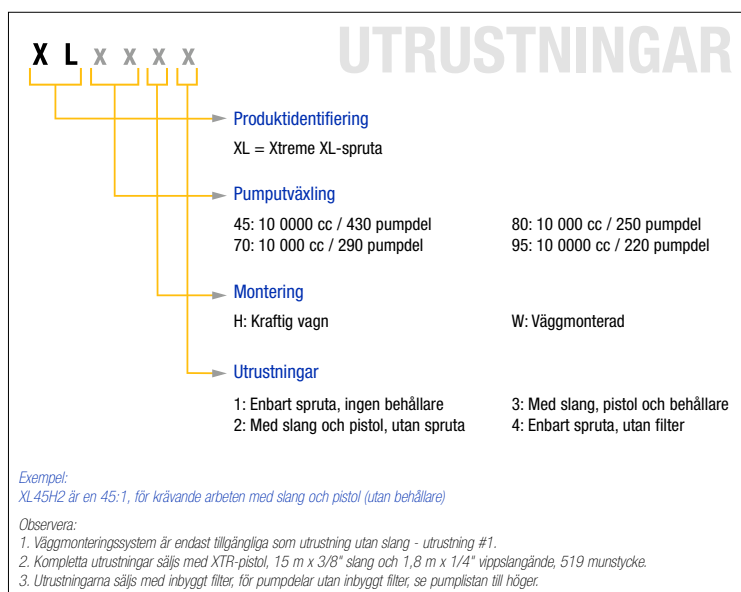 UTRUSTNINGAR
X L x x x x
Produktidentifiering
XL = Xtreme XL-spruta
Pumputväxling
45: 10 0000 cc / 430 pumpdel
80: 10 000 cc / 250 pumpdel
70: 10 000 cc / 290 pumpdel
95: 10 0000 cc / 220 pumpdel
Montering
H: Kraftig vagn
W: Väggmonterad
Utrustningar
1: Enbart spruta, ingen behållare
3: Med slang, pistol och behållare
2: Med slang och pistol, utan spruta
4: Enbart spruta, utan filter
Exempel:
XL45H2 är en 45:1, för krävande arbeten med slang och pistol (utan behållare)
Observera:
1. Väggmonteringssystem är endast tillgängliga som utrustning utan slang - utrustning #1.
2. Kompletta utrustningar säljs med XTR-pistol, 15 m x 3/8" slang och 1,8 m x 1/4" vippslangände, 519 munstycke.
3. Utrustningarna säljs med inbyggt filter, för pumpdelar utan inbyggt filter, se pumplistan till höger.